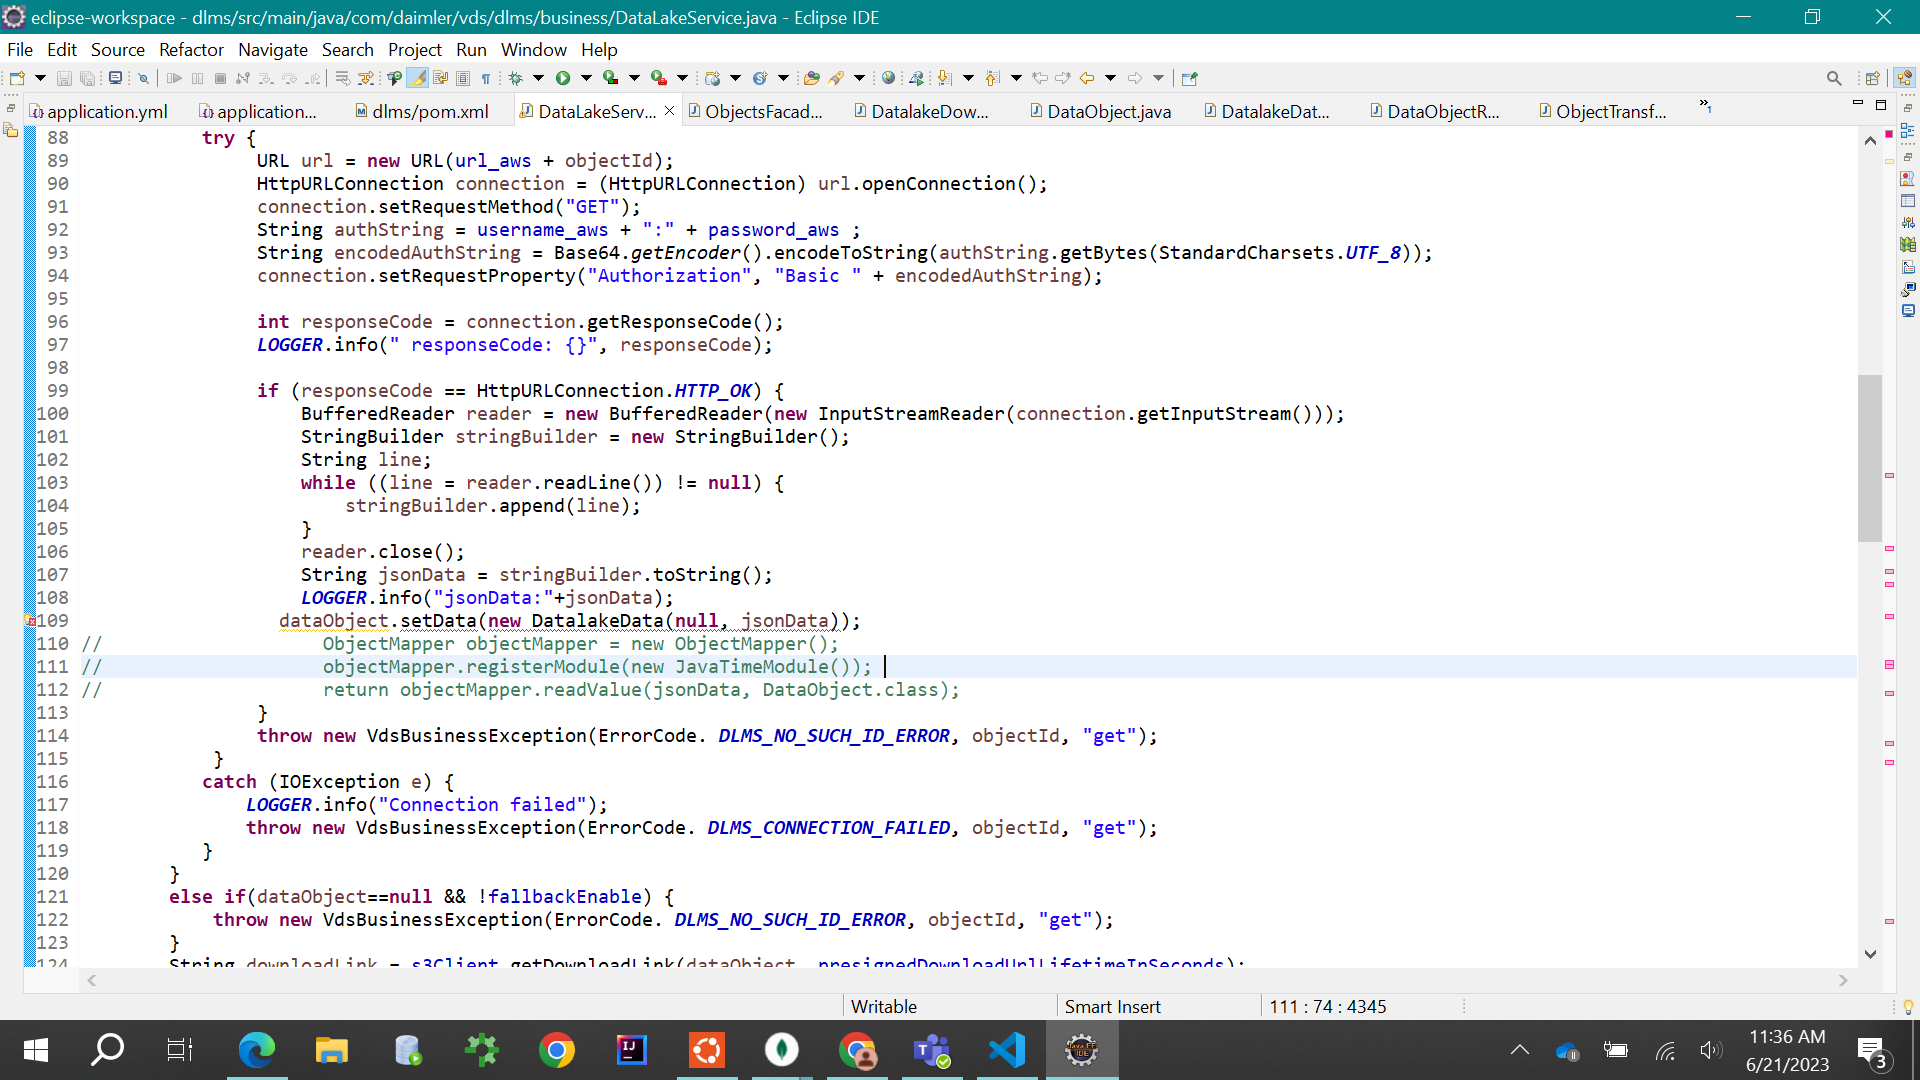 eclipse-workspace - dlms/src/main/java/com/daimler/vds/dlms/business/DataLakeService.java - Eclipse IDE
File Edit Source Refactor Navigate Search Project Run Window Help
application.yml application... dlms/pom.xml DataLakeServ... ObjectsFacad... DatalakeDow... DataObject.java DatalakeDat... DataObjectR... ObjectTransf... »1
88 try {
89 URL url = new URL(url_aws + objectId);
90 HttpURLConnection connection = (HttpURLConnection) url.openConnection();
91 connection.setRequestMethod("GET");
92 String authString = username_aws + ":" + password_aws ;
93 String encodedAuthString = Base64.getEncoder().encodeToString(authString.getBytes(StandardCharsets.UTF_8));
94 connection.setRequestProperty("Authorization", "Basic " + encodedAuthString);
95
96 int responseCode = connection.getResponseCode();
97 LOGGER.info(" responseCode: {}", responseCode);
98
99 if (responseCode == HttpURLConnection.HTTP_OK) {
100 BufferedReader reader = new BufferedReader(new InputStreamReader(connection.getInputStream()));
101 StringBuilder stringBuilder = new StringBuilder();
102 String line;
103 while ((line = reader.readLine()) != null) {
104 stringBuilder.append(line);
105 }
106 reader.close();
107 String jsonData = stringBuilder.toString();
108 LOGGER.info("jsonData:"+jsonData);
109 dataObject.setData(new DatalakeData(null, jsonData));
110 // ObjectMapper objectMapper = new ObjectMapper();
111 // objectMapper.registerModule(new JavaTimeModule());
112 // return objectMapper.readValue(jsonData, DataObject.class);
113 }
114 throw new VdsBusinessException(ErrorCode. DLMS_NO_SUCH_ID_ERROR, objectId, "get");
115 }
116 catch (IOException e) {
117 LOGGER.info("Connection failed");
118 throw new VdsBusinessException(ErrorCode. DLMS_CONNECTION_FAILED, objectId, "get");
119 }
120 }
121 else if(dataObject==null && !fallbackEnable) {
122 throw new VdsBusinessException(ErrorCode. DLMS_NO_SUCH_ID_ERROR, objectId, "get");
123 }
124 String downloadLink = s3Client.getDownloadLink(dataObject, presignedDownloadUrlLifetimeInSeconds);
Writable Smart Insert 111 : 74 : 4345
11:36 AM
6/21/2023
3